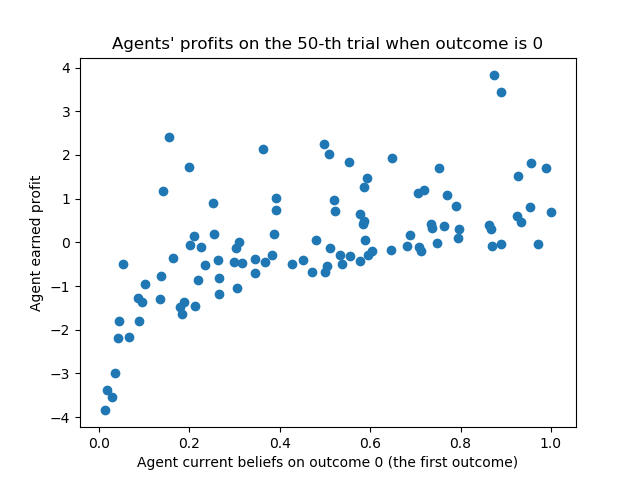 Agents' profits on the 50-th trial when outcome is 0
4
3
2
1
0
−1
−2
−3
−4
Agent earned profit
0.0 0.2 0.4 0.6 0.8 1.0
Agent current beliefs on outcome 0 (the first outcome)